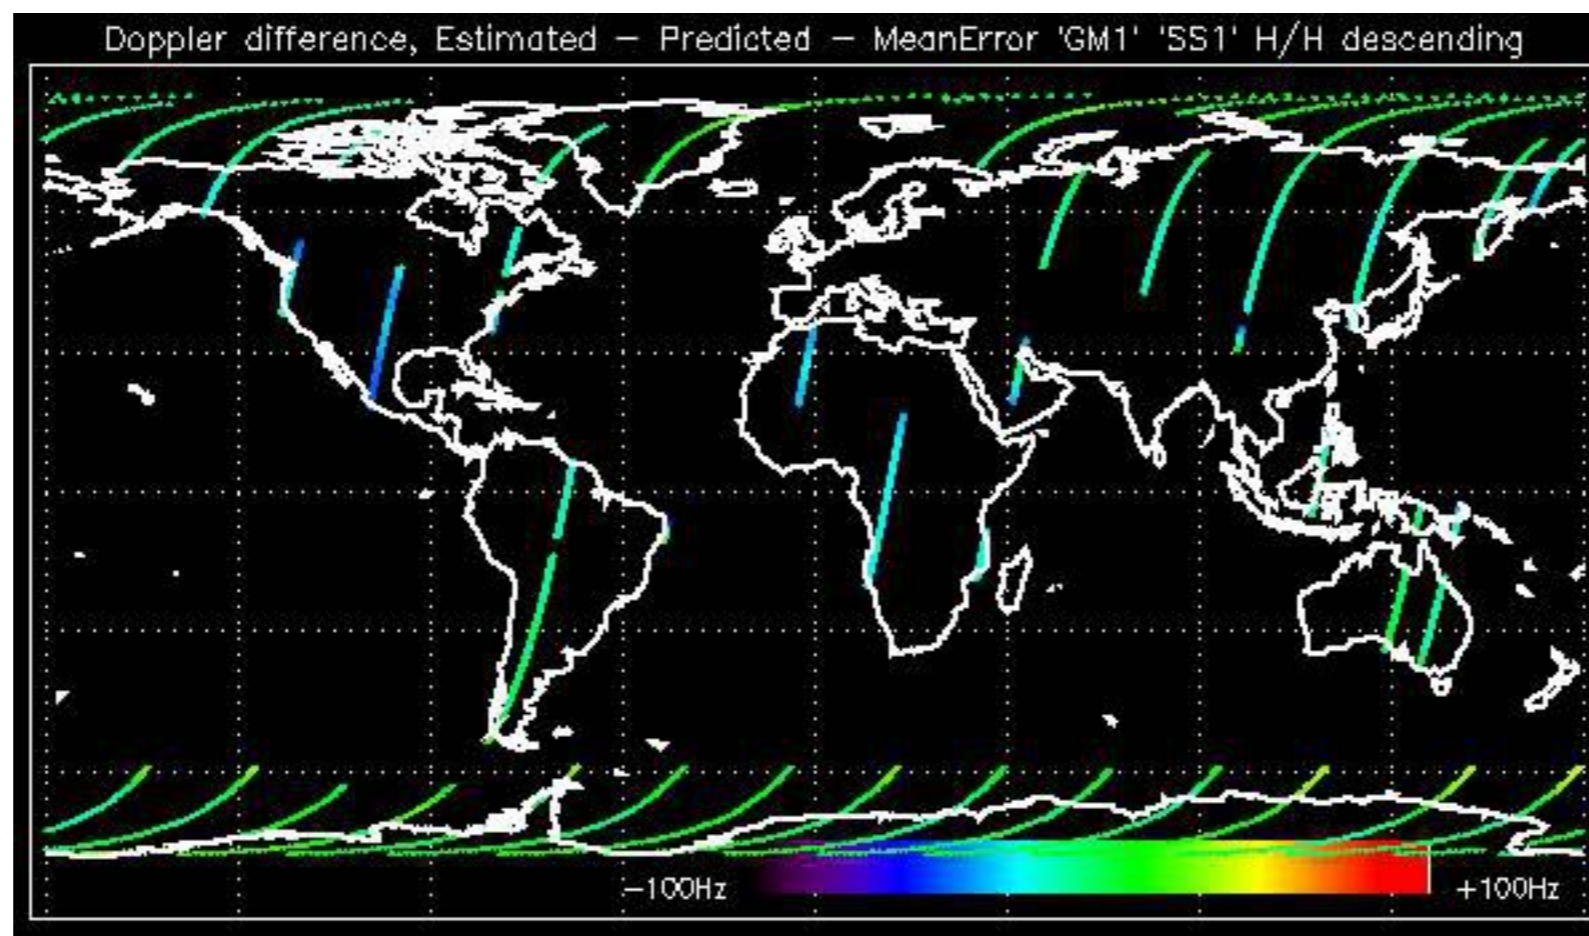 Doppler difference, Estimated – Predicted – MeanError 'GM1' 'SS1' H/H descending
-100Hz
+100Hz